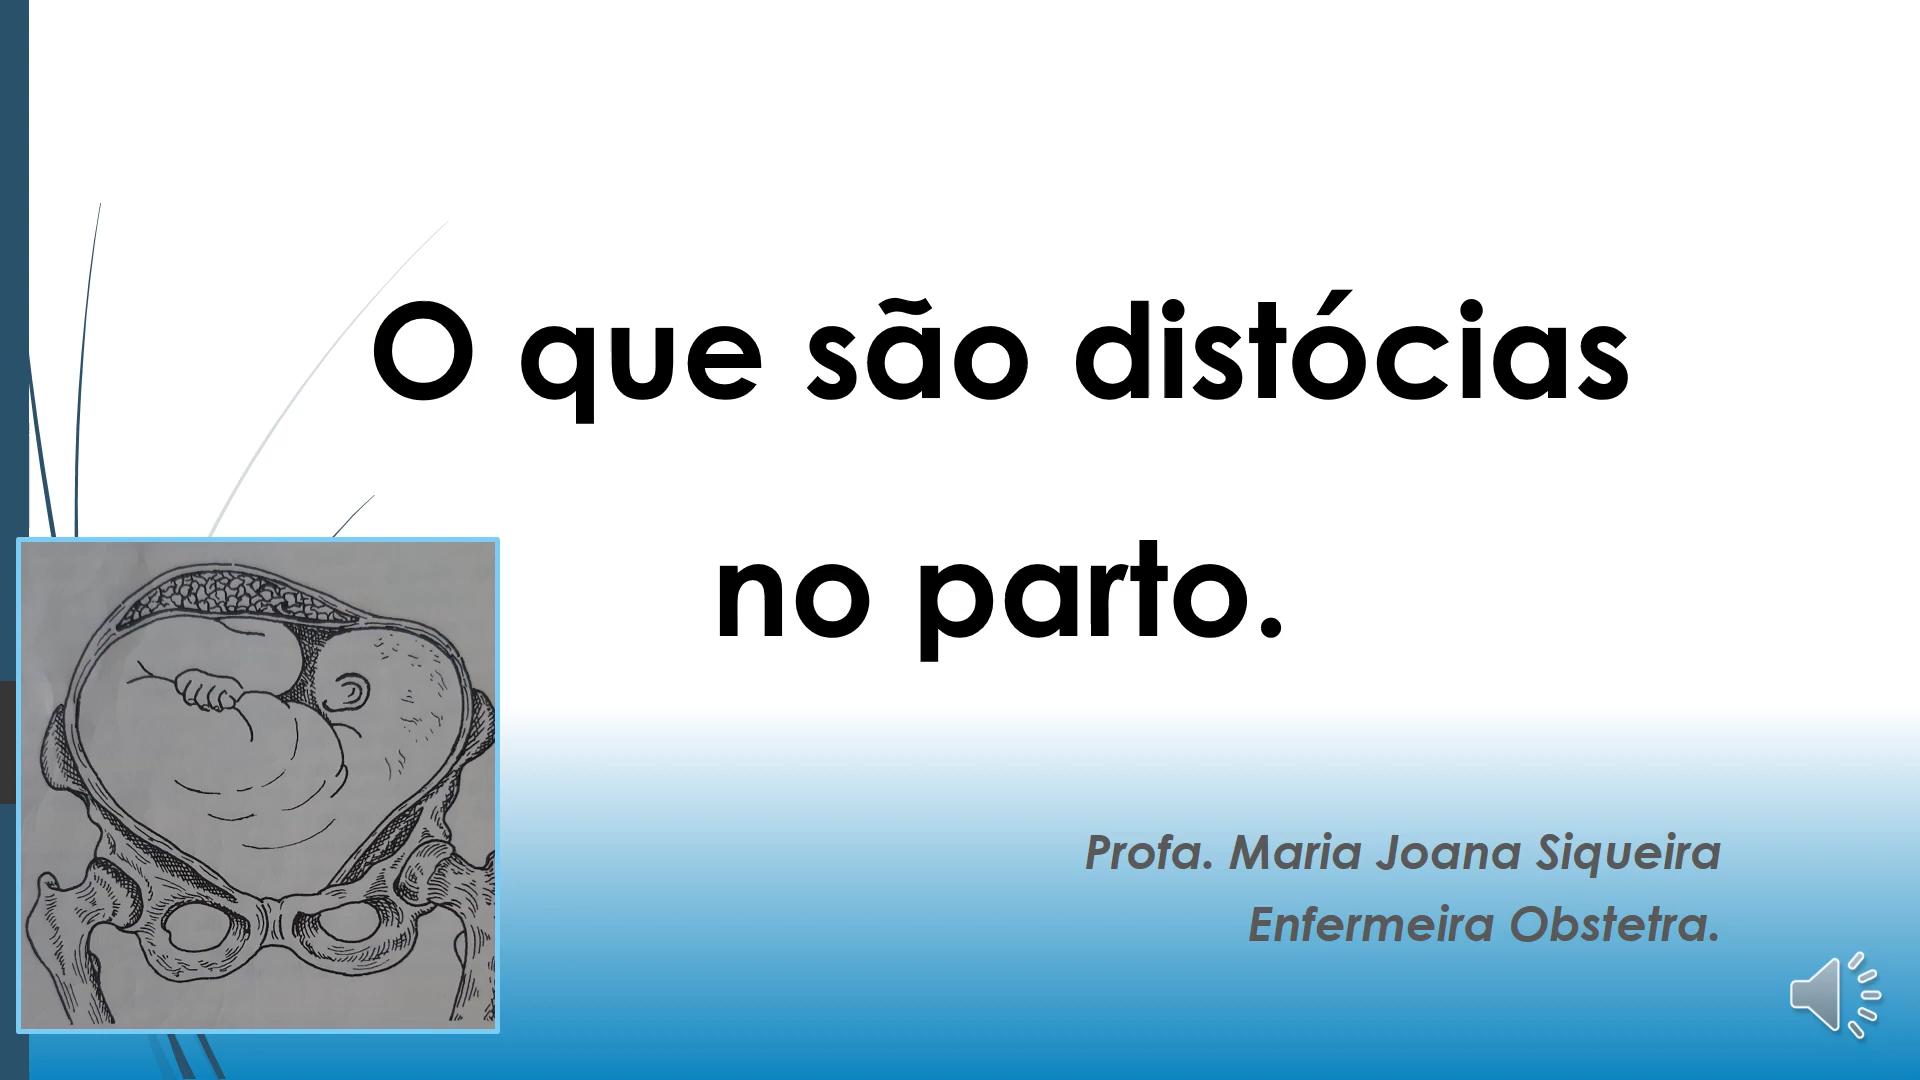 O que são distócias
no parto.
Profa. Maria Joana Siqueira
Enfermeira Obstetra.